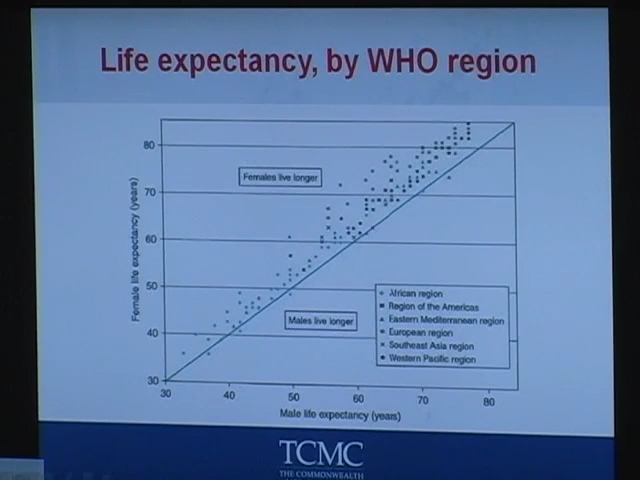 Life expectancy, by WHO region
80
70
60
50
40
30
Female life expectancy (years)
Females live longer
Males live longer
African region
Region of the Americas
Eastern Mediterranean region
European region
Southeast Asia region
Western Pacific region
30 40 50 60 70 80
Male life expectancy (years)
TCMC
THE COMMONWEALTH